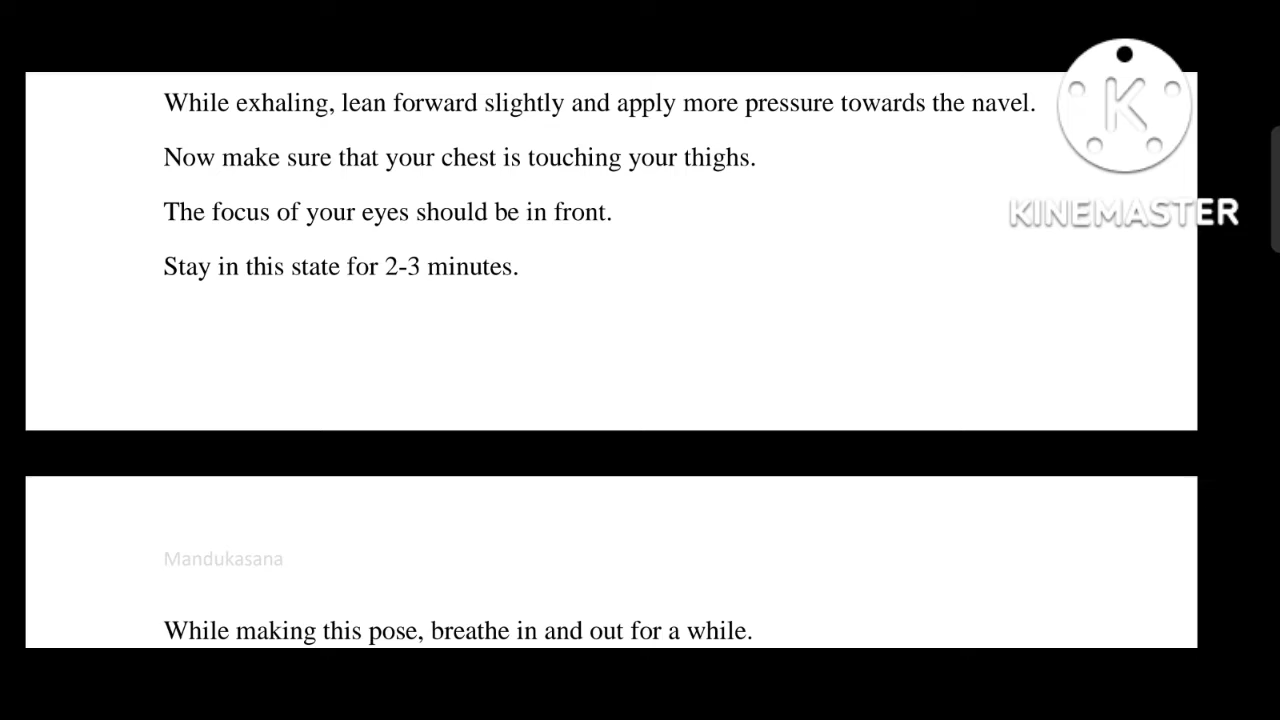 While exhaling, lean forward slightly and apply more pressure towards the navel.
Now make sure that your chest is touching your thighs.
The focus of your eyes should be in front.
Stay in this state for 2-3 minutes.
K
KINEMASTER
Mandukasana
While making this pose, breathe in and out for a while.